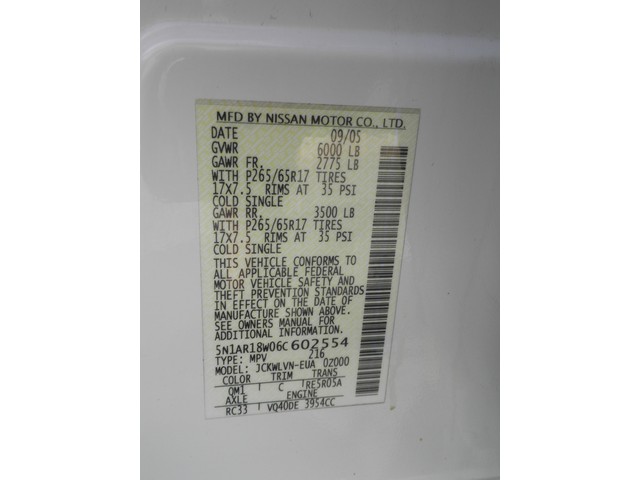 MFD BY NISSAN MOTOR CO., LTD.
DATE 09/05
GVWR 6000 LB
GAWR FR. 2775 LB
WITH P265/65R17 TIRES
17X7.5 RIMS AT 35 PSI
COLD SINGLE
GAWR RR. 3500 LB
WITH P265/65R17 TIRES
17X7.5 RIMS AT 35 PSI
COLD SINGLE
THIS VEHICLE CONFORMS TO
ALL APPLICABLE FEDERAL
MOTOR VEHICLE SAFETY AND
THEFT PREVENTION STANDARDS
IN EFFECT ON THE DATE OF
MANUFACTURE SHOWN ABOVE.
SEE OWNERS MANUAL FOR
ADDITIONAL INFORMATION.
5N1AR18W06C602554
TYPE: MPV 216
MODEL: JCKWLVN-EUA 0Z000
COLOR TRIM TRANS
QM1 C RE5R05A
AXLE ENGINE
RC33 VQ40DE 3954CC